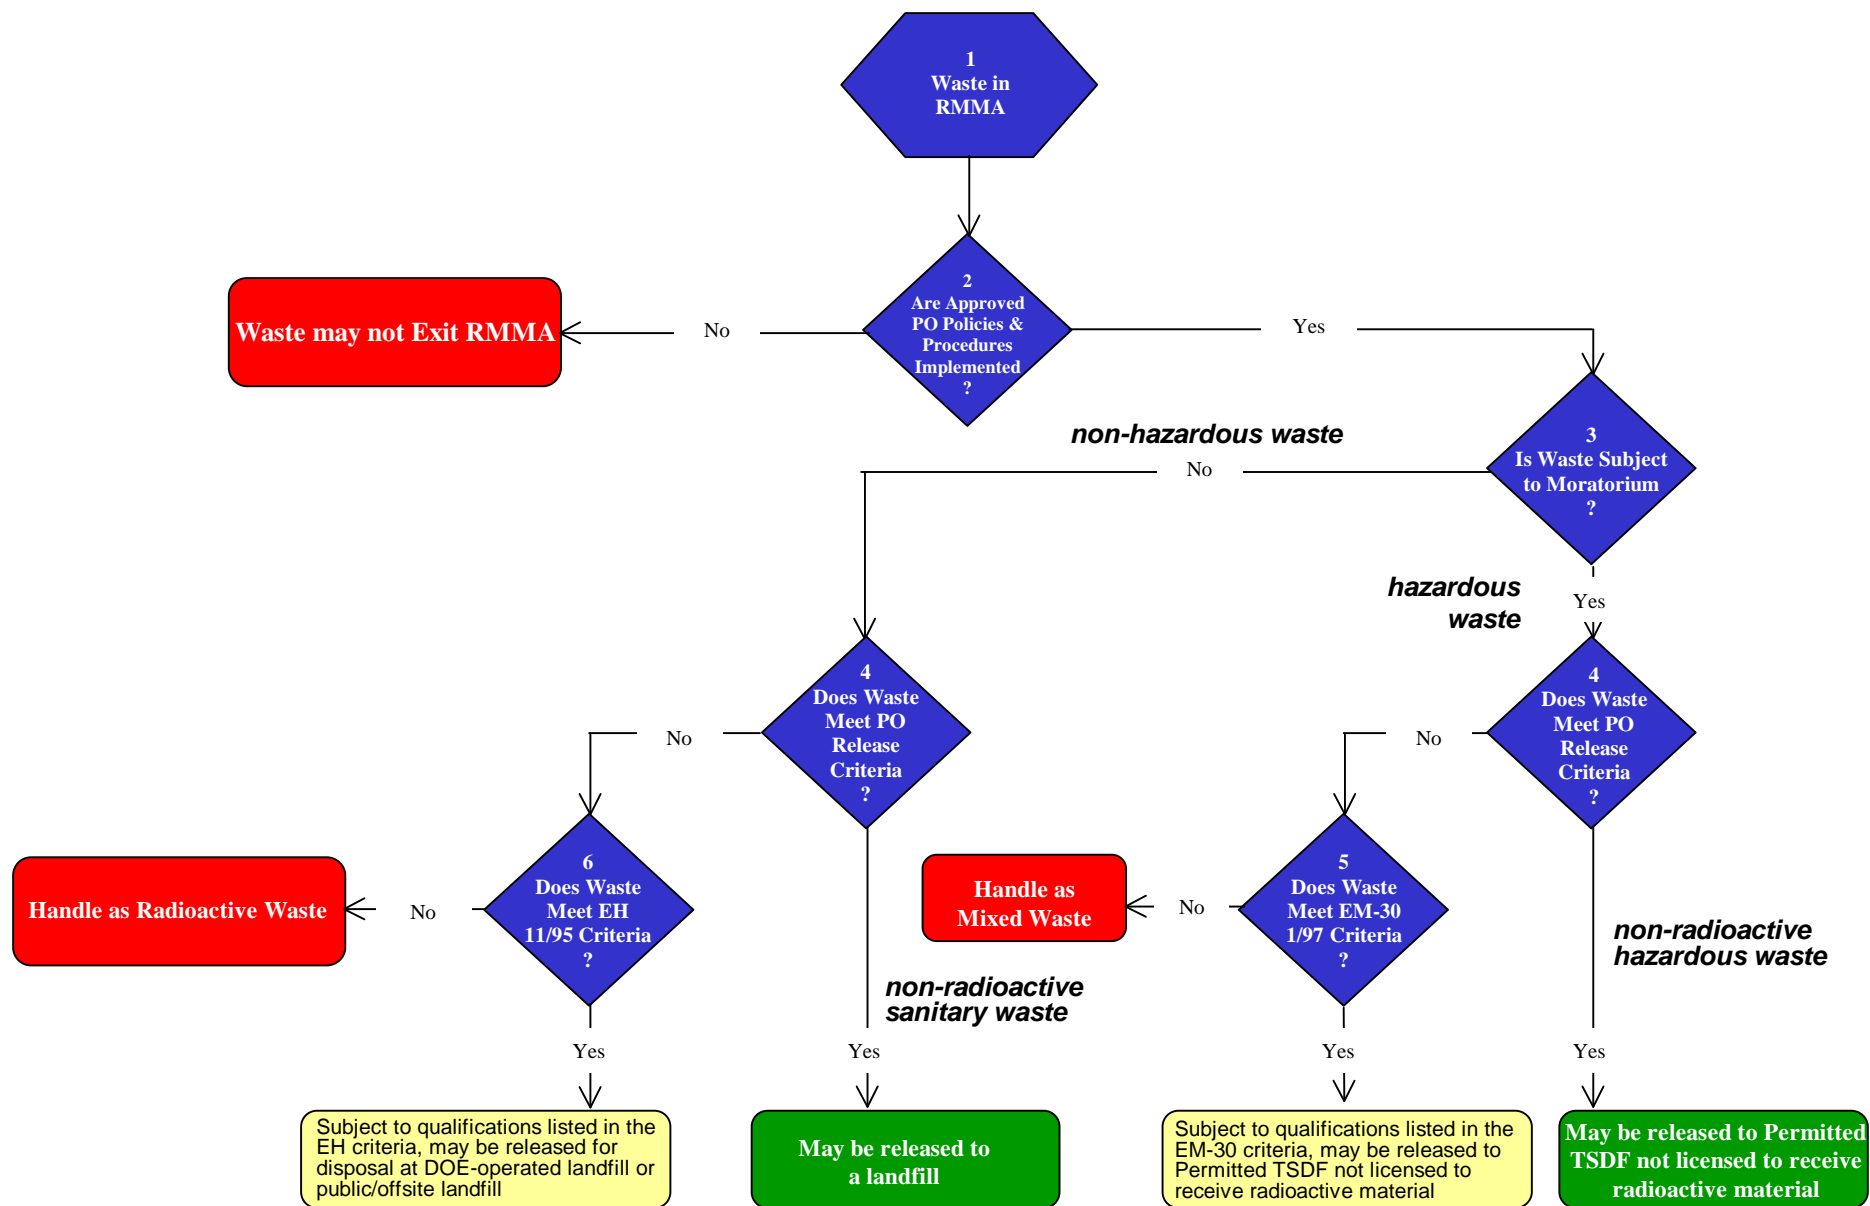 1
Waste in
RMMA
2
Are Approved
PO Policies &
Procedures
Implemented
?
No
Waste may not Exit RMMA
Yes
3
Is Waste Subject
to Moratorium
?
non-hazardous waste
No
hazardous
waste
Yes
4
Does Waste
Meet PO
Release
Criteria
?
4
Does Waste
Meet PO
Release
Criteria
?
No
No
6
Does Waste
Meet EH
11/95 Criteria
?
No
Handle as Radioactive Waste
5
Does Waste
Meet EM-30
1/97 Criteria
?
No
Handle as
Mixed Waste
non-radioactive
sanitary waste
non-radioactive
hazardous waste
Yes
Yes
Yes
Yes
Subject to qualifications listed in the
EH criteria, may be released for
disposal at DOE-operated landfill or
public/offsite landfill
May be released to
a landfill
Subject to qualifications listed in the
EM-30 criteria, may be released to
Permitted TSDF not licensed to
receive radioactive material
May be released to Permitted
TSDF not licensed to receive
radioactive material